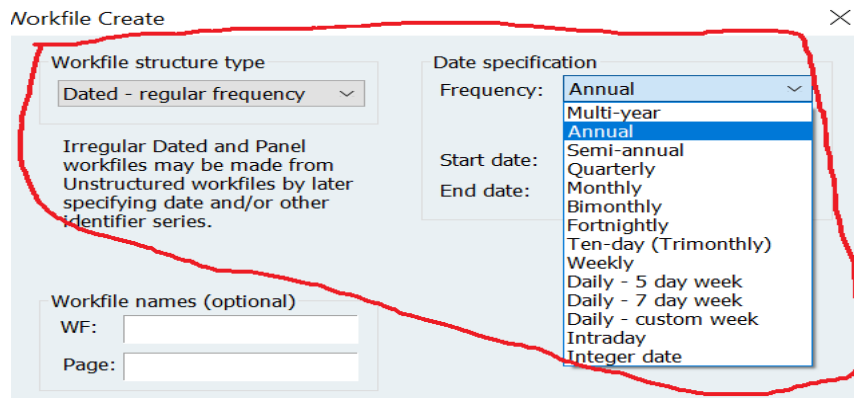 Workfile Create
Workfile structure type
Dated - regular frequency
Irregular Dated and Panel
workfiles may be made from
Unstructured workfiles by later
specifying date and/or other
identifier series.
Date specification
Frequency: Annual
Multi-year
Annual
Semi-annual
Quarterly
Monthly
Bimonthly
Fortnightly
Ten-day (Trimonthly)
Weekly
Daily - 5 day week
Daily - 7 day week
Daily - custom week
Intraday
Integer date
Start date:
End date:
Workfile names (optional)
WF:
Page: